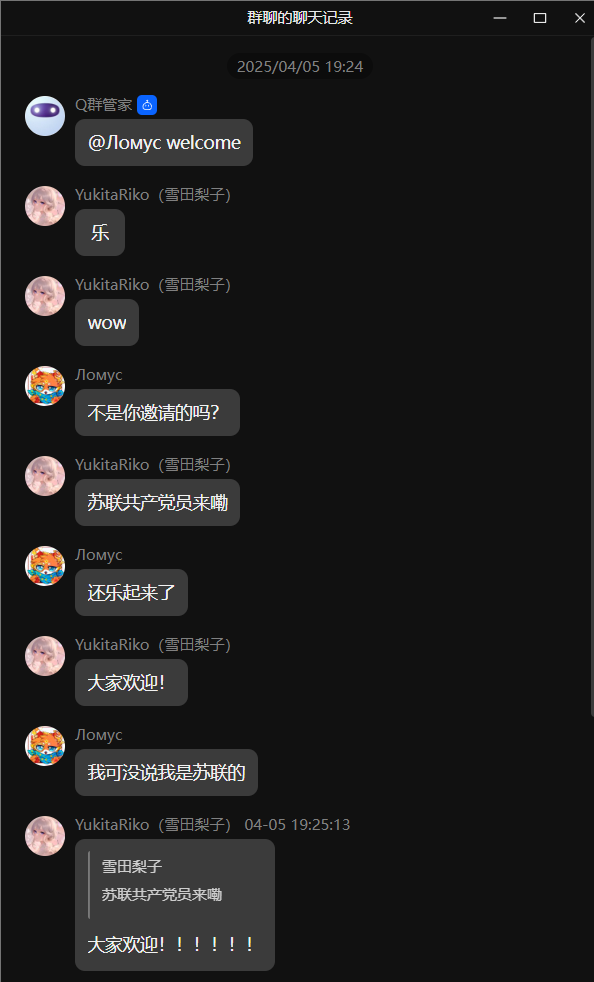 群聊的聊天记录
2025/04/05 19:24
Q群管家
@Ломус welcome
YukitaRiko（雪田梨子）
乐
YukitaRiko（雪田梨子）
wow
Ломус
不是你邀请的吗？
YukitaRiko（雪田梨子）
苏联共产党员来嘞
Ломус
还乐起来了
YukitaRiko（雪田梨子）
大家欢迎！
Ломус
我可没说我是苏联的
YukitaRiko（雪田梨子） 04-05 19:25:13
雪田梨子
苏联共产党员来嘞
大家欢迎！！！！！！